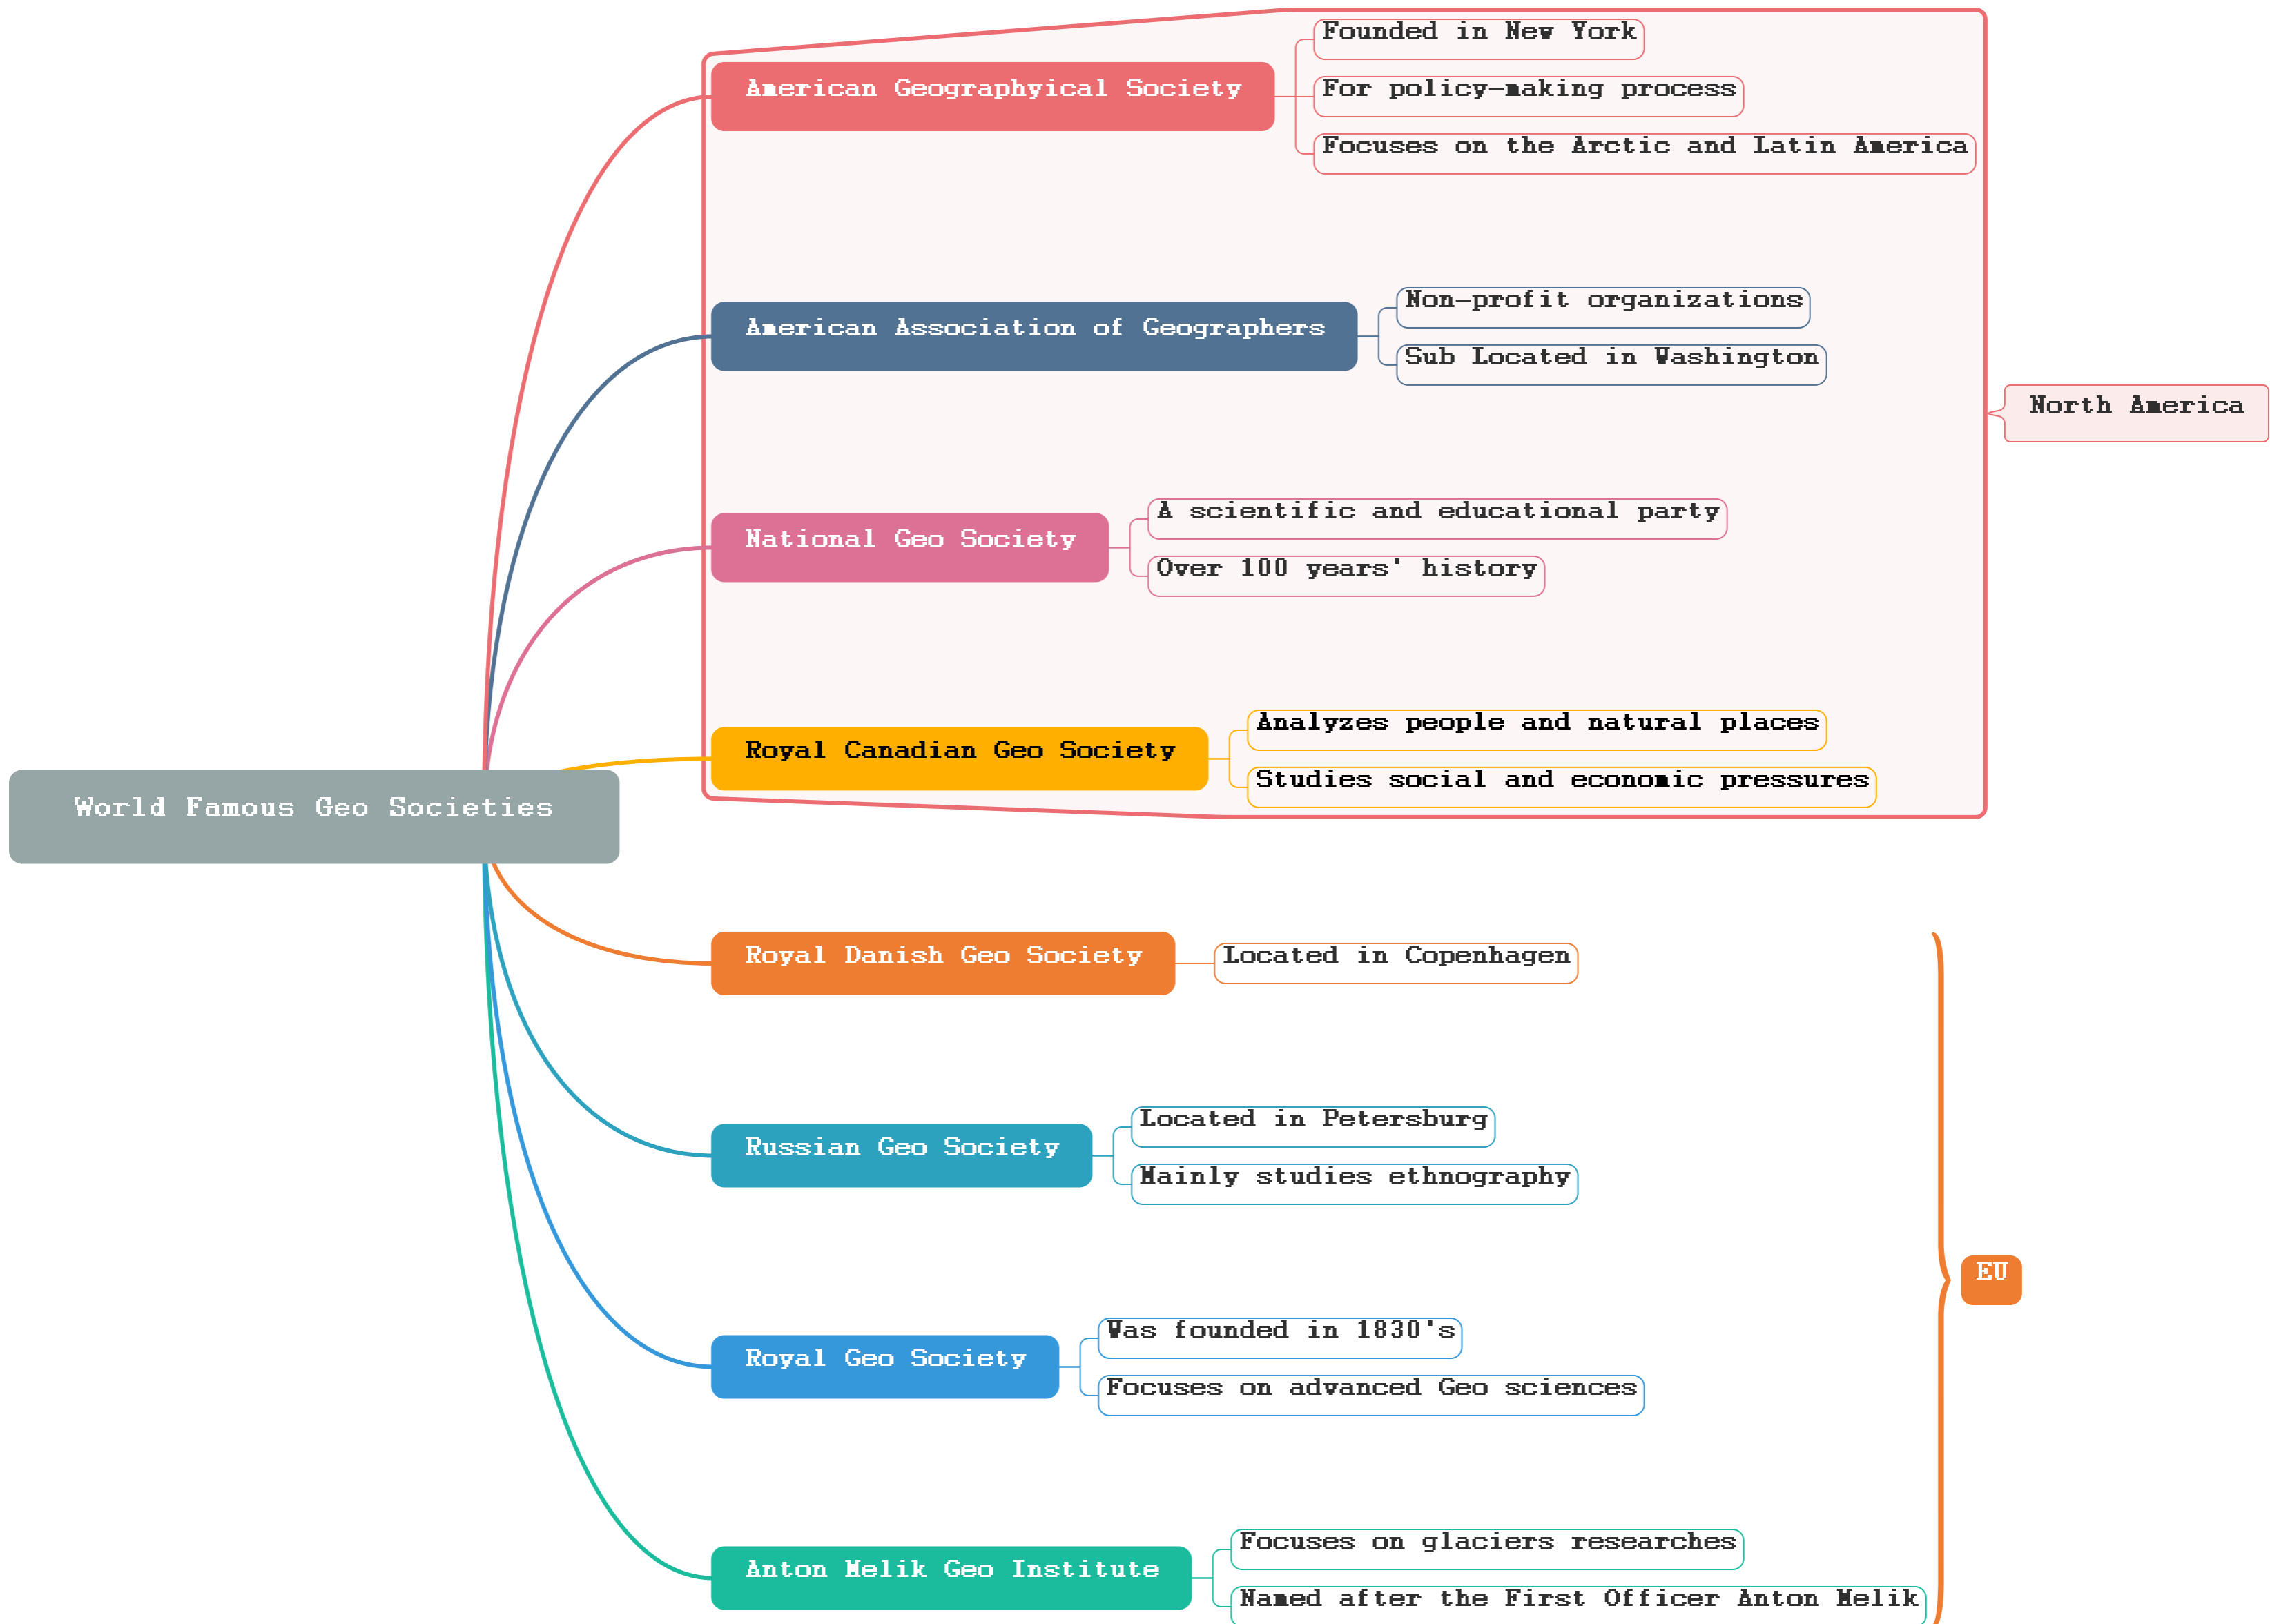 Founded in New York
American Geographyical Society
For policy-making process
Focuses on the Arctic and Latin America
Non-profit organizations
American Association of Geographers
Sub Located in Washington
North America
A scientific and educational party
National Geo Society
Over 100 years' history
Analyzes people and natural places
Royal Canadian Geo Society
Studies social and economic pressures
World Famous Geo Societies
Royal Danish Geo Society
Located in Copenhagen
Located in Petersburg
Russian Geo Society
Mainly studies ethnography
EU
Was founded in 1830's
Royal Geo Society
Focuses on advanced Geo sciences
Focuses on glaciers researches
Anton Melik Geo Institute
Named after the First Officer Anton Melik